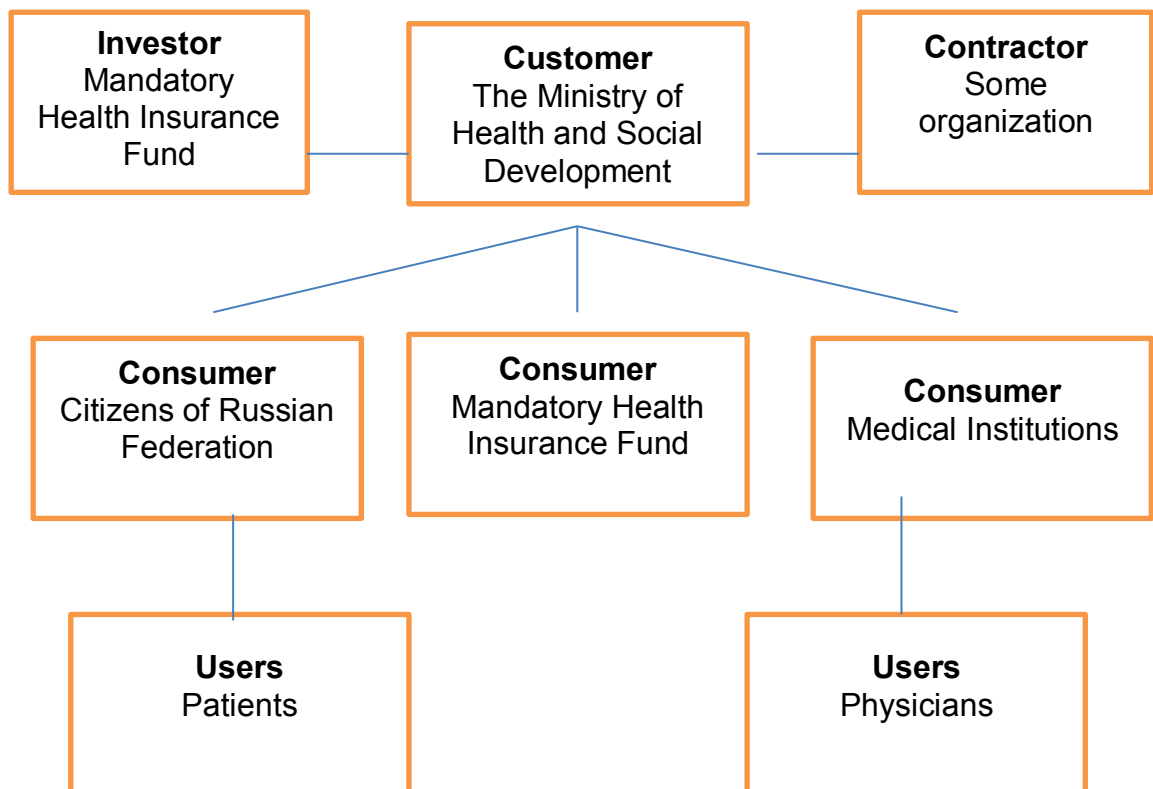 Investor
Mandatory
Health Insurance
Fund
Customer
The Ministry of
Health and Social
Development
Contractor
Some
organization
Consumer
Citizens of Russian
Federation
Consumer
Mandatory Health
Insurance Fund
Consumer
Medical Institutions
Users
Patients
Users
Physicians